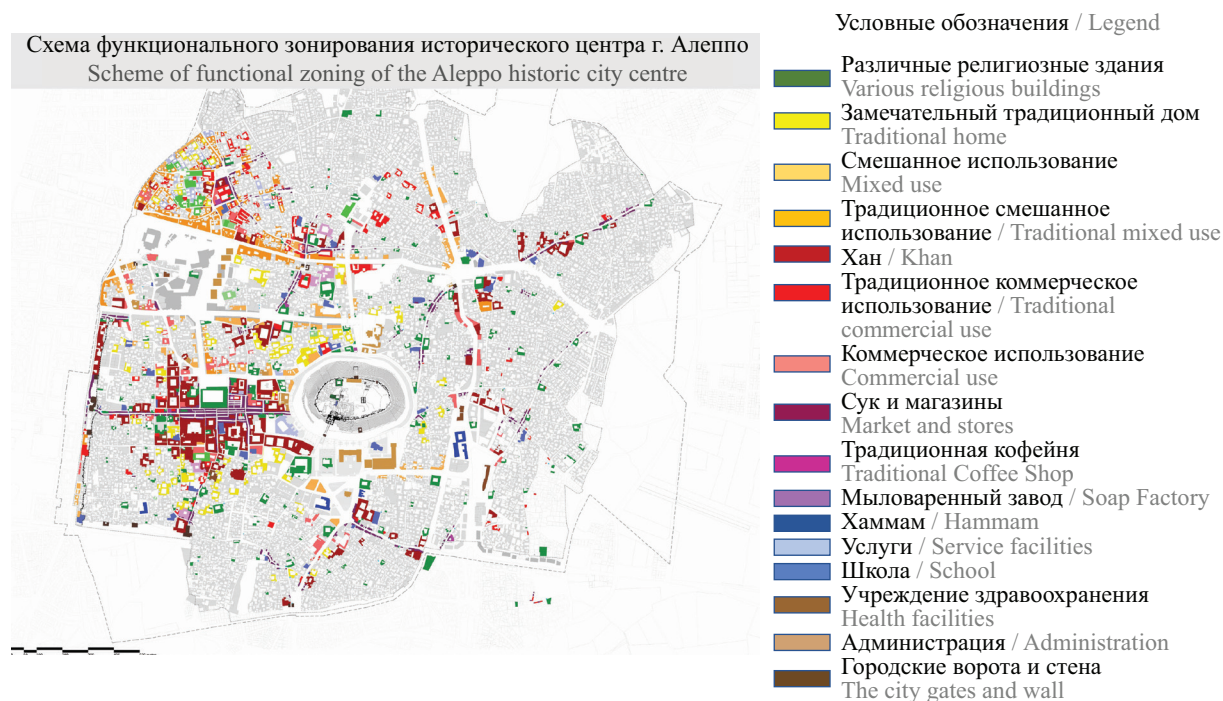 Схема функционального зонирования исторического центра г. Алеппо
Scheme of functional zoning of the Aleppo historic city centre
Условные обозначения / Legend
Различные религиозные здания
Various religious buildings
Замечательный традиционный дом
Traditional home
Смешанное использование
Mixed use
Традиционное смешанное
использование / Traditional mixed use
Хан / Khan
Традиционное коммерческое
использование / Traditional
commercial use
Коммерческое использование
Commercial use
Сук и магазины
Market and stores
Традиционная кофейня
Traditional Coffee Shop
Мыловаренный завод / Soap Factory
Хаммам / Hammam
Услуги / Service facilities
Школа / School
Учреждение здравоохранения
Health facilities
Администрация / Administration
Городские ворота и стена
The city gates and wall